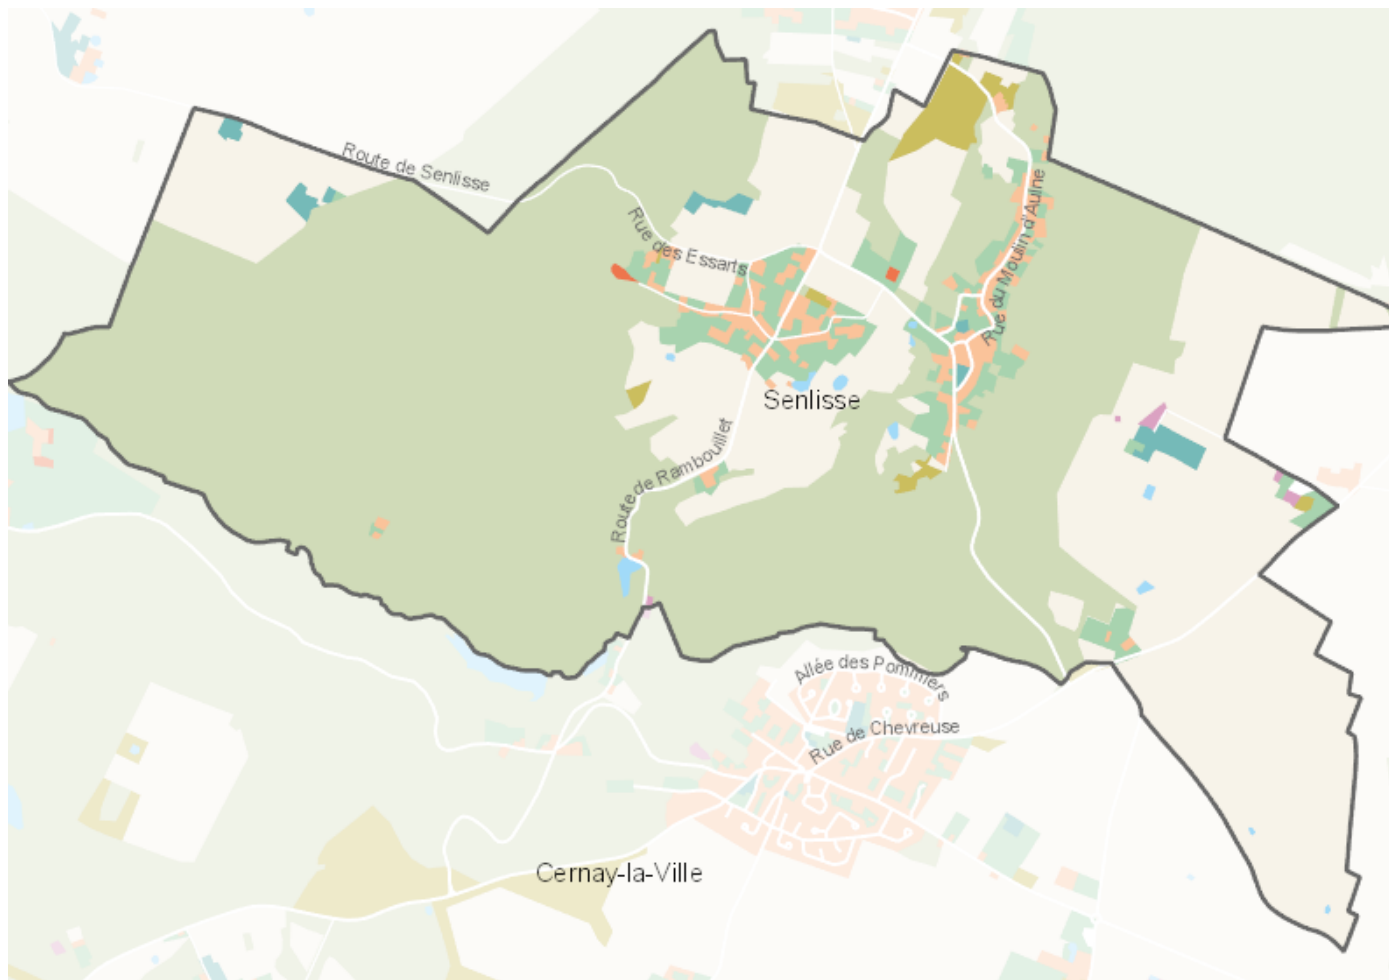 Route de Senlisse
Rue du Moulin d'Aulne
Rue des Essarts
Senlisse
Route de Rambouillet
Allée des Pommiers
Rue de Chevreuse
Cernay-la-Ville